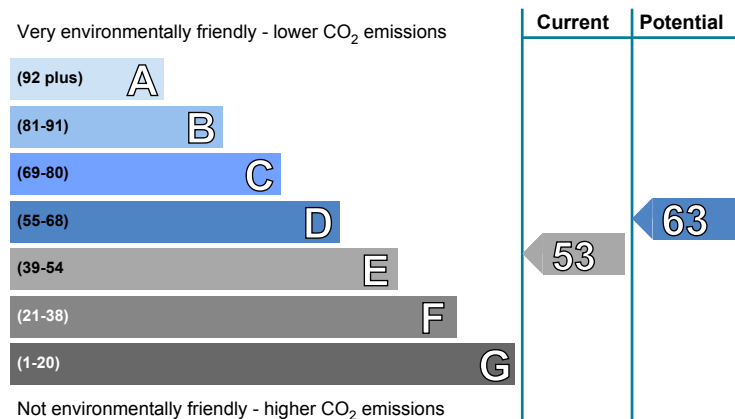 Very environmentally friendly - lower CO₂ emissions
Current
Potential
(92 plus) A
(81-91) B
(69-80) C
(55-68) D
63
(39-54 E
53
(21-38) F
(1-20) G
Not environmentally friendly - higher CO₂ emissions